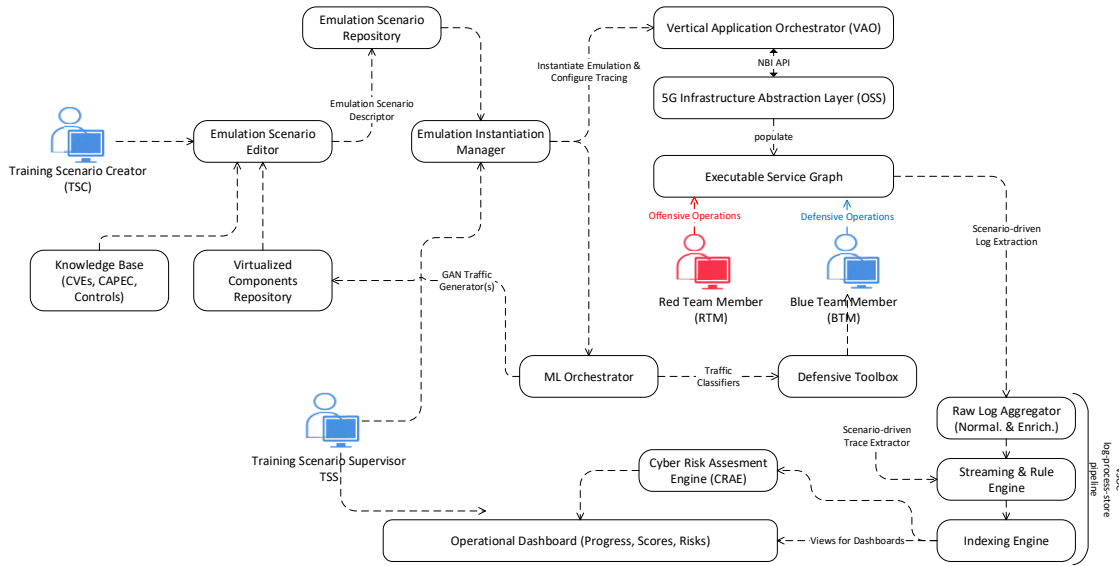 Emulation Scenario
Repository
Vertical Application Orchestrator (VAO)
Instantiate Emulation &
Configure Tracing
NBI API
5G Infrastructure Abstraction Layer (OSS)
Emulation Scenario
Descriptor
Emulation Scenario
Editor
Emulation Instantiation
Manager
populate
Training Scenario Creator
(TSC)
Executable Service Graph
Offensive Operations
Defensive Operations
Scenario-driven
Log Extraction
Knowledge Base
(CVEs, CAPEC,
Controls)
Virtualized
Components
Repository
GAN Traffic
Generator(s)
Red Team Member
(RTM)
Blue Team Member
(BTM)
ML Orchestrator
Traffic
Classifiers
Defensive Toolbox
Raw Log Aggregator
(Normal. & Enrich.)
Scenario-driven
Trace Extractor
Training Scenario Supervisor
TSS
Cyber Risk Assesment
Engine (CRAE)
Streaming & Rule
Engine
log-process-store
pipeline
Operational Dashboard (Progress, Scores, Risks)
Views for Dashboards
Indexing Engine